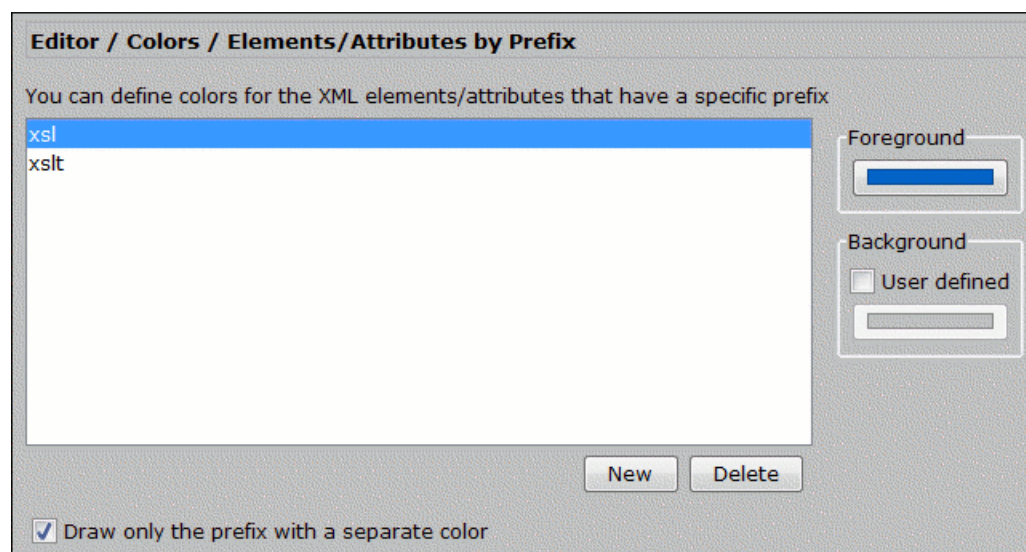 Editor / Colors / Elements/Attributes by Prefix
You can define colors for the XML elements/attributes that have a specific prefix
xsl
xslt
Foreground
Background
User defined
New
Delete
Draw only the prefix with a separate color